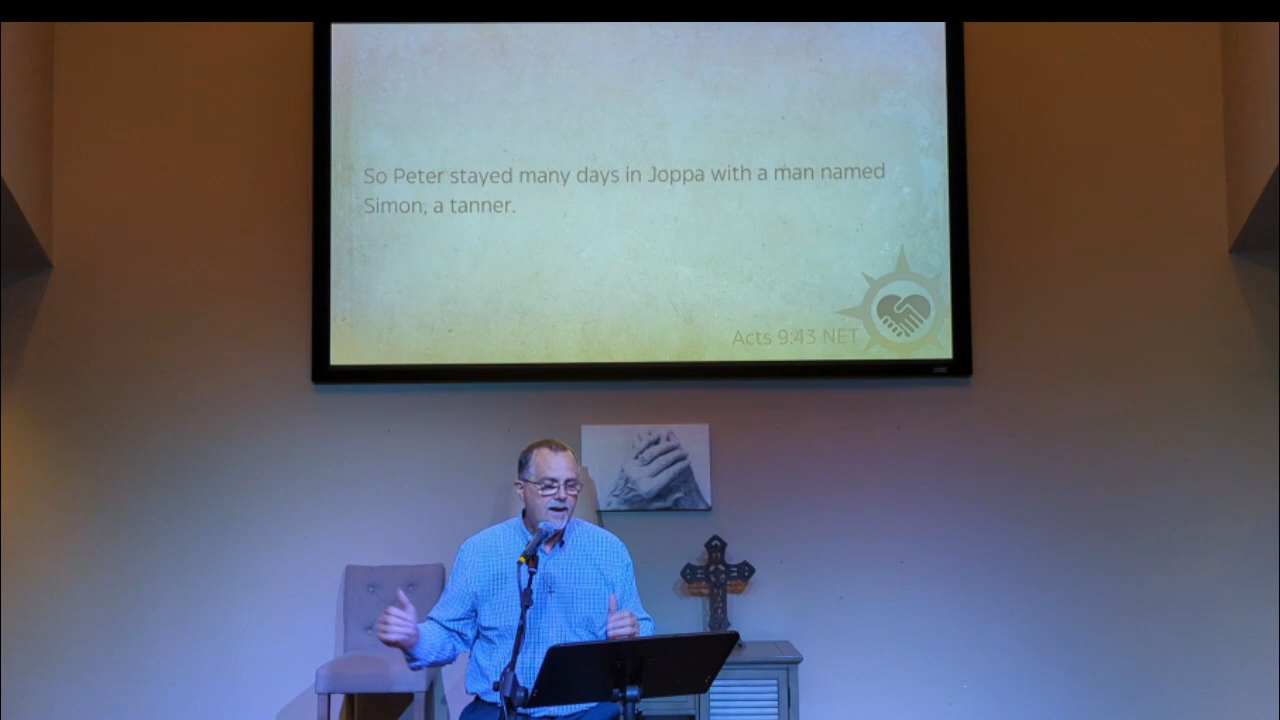 So Peter stayed many days in Joppa with a man named
Simon, a tanner.
Acts 9:43 NET